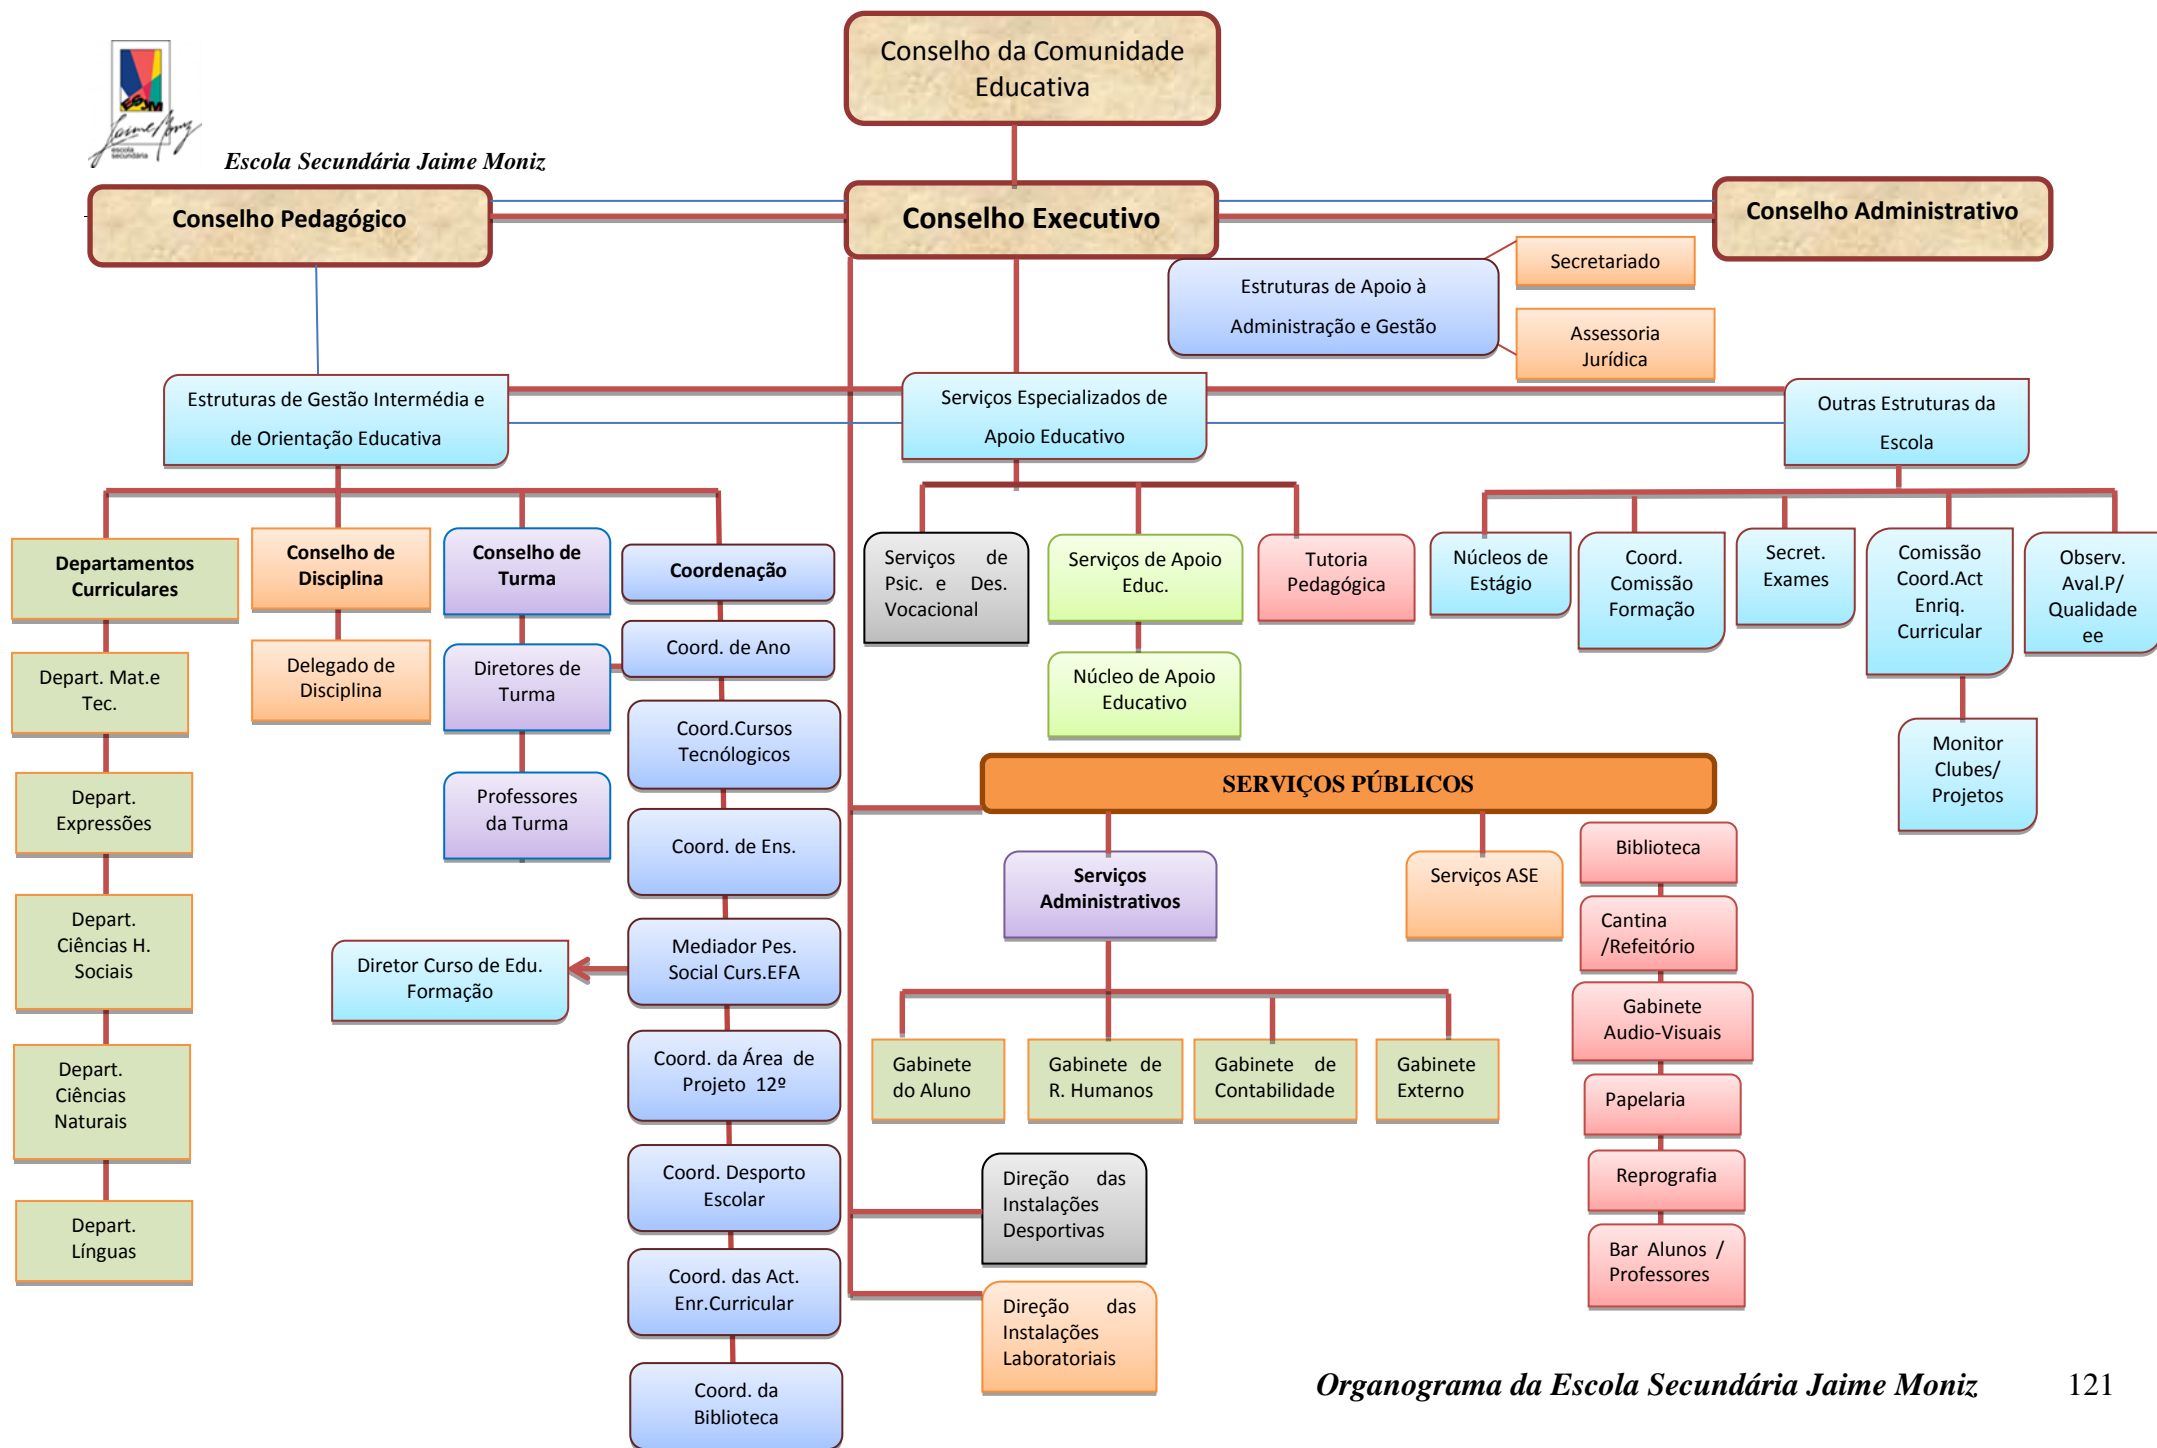 Conselho da Comunidade
Educativa
ESJM
Jaime Moniz
escola
secundária
Escola Secundária Jaime Moniz
Conselho Pedagógico
Conselho Executivo
Conselho Administrativo
Estruturas de Apoio à
Administração e Gestão
Secretariado
Assessoria
Jurídica
Estruturas de Gestão Intermédia e
de Orientação Educativa
Serviços Especializados de
Apoio Educativo
Outras Estruturas da
Escola
Departamentos
Curriculares
Conselho de
Disciplina
Conselho de
Turma
Coordenação
Serviços de
Psic. e Des.
Vocacional
Serviços de Apoio
Educ.
Tutoria
Pedagógica
Núcleos de
Estágio
Coord.
Comissão
Formação
Secret.
Exames
Comissão
Coord.Act
Enriq.
Curricular
Observ.
Aval.P/
Qualidade
ee
Depart. Mat.e
Tec.
Delegado de
Disciplina
Diretores de
Turma
Coord. de Ano
Núcleo de Apoio
Educativo
Monitor
Clubes/
Projetos
Depart.
Expressões
Professores
da Turma
Coord.Cursos
Tecnólogicos
Coord. de Ens.
SERVIÇOS PÚBLICOS
Serviços
Administrativos
Serviços ASE
Biblioteca
Cantina
/Refeitório
Gabinete
Audio-Visuais
Papelaria
Reprografia
Bar Alunos /
Professores
Depart.
Ciências H.
Sociais
Diretor Curso de Edu.
Formação
Mediador Pes.
Social Curs.EFA
Depart.
Ciências
Naturais
Coord. da Área de
Projeto 12º
Gabinete
do Aluno
Gabinete de
R. Humanos
Gabinete de
Contabilidade
Gabinete
Externo
Depart.
Línguas
Coord. Desporto
Escolar
Direção das
Instalações
Desportivas
Coord. das Act.
Enr.Curricular
Direção das
Instalações
Laboratoriais
Coord. da
Biblioteca
Organograma da Escola Secundária Jaime Moniz 121